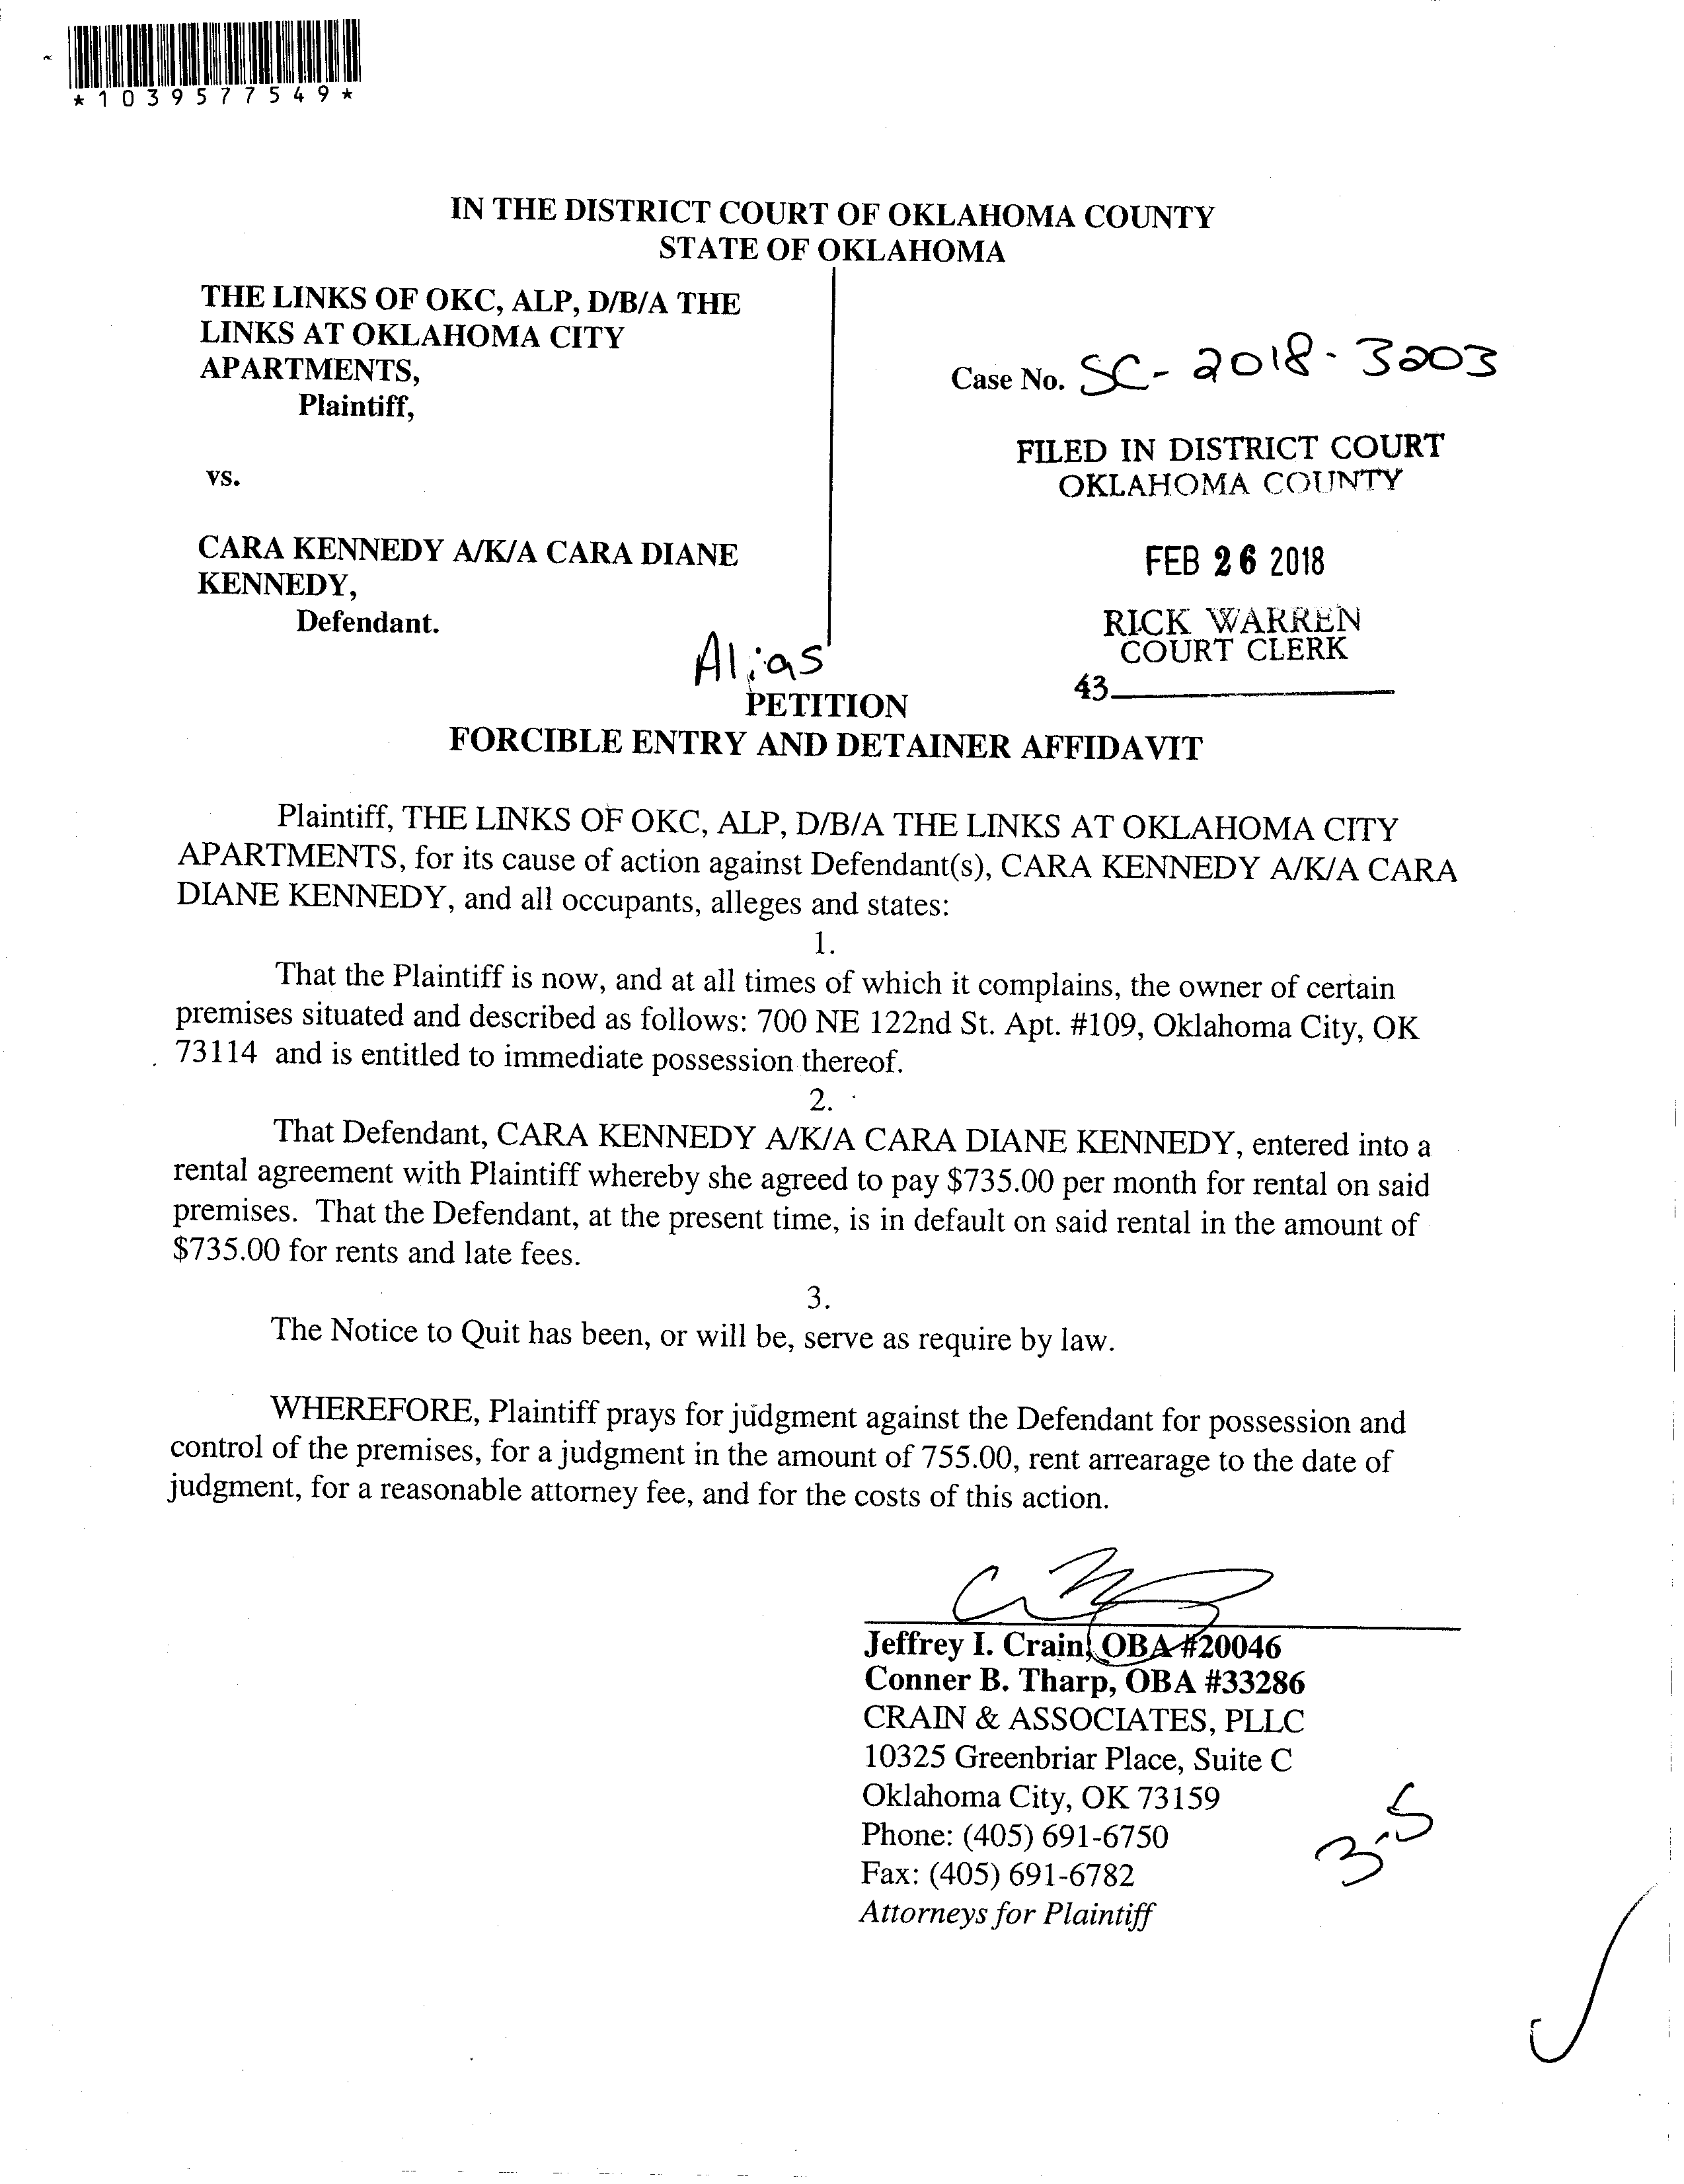 *1039577549*
IN THE DISTRICT COURT OF OKLAHOMA COUNTY
STATE OF OKLAHOMA
THE LINKS OF OKC, ALP, D/B/A THE
LINKS AT OKLAHOMA CITY
APARTMENTS,
Plaintiff,
vs.
CARA KENNEDY A/K/A CARA DIANE
KENNEDY,
Defendant.
Case No. SC-2018-3203
FILED IN DISTRICT COURT
OKLAHOMA COUNTY
FEB 26 2018
RICK WARREN
COURT CLERK
43
Alias
PETITION
FORCIBLE ENTRY AND DETAINER AFFIDAVIT
Plaintiff, THE LINKS OF OKC, ALP, D/B/A THE LINKS AT OKLAHOMA CITY
APARTMENTS, for its cause of action against Defendant(s), CARA KENNEDY A/K/A CARA
DIANE KENNEDY, and all occupants, alleges and states:
1.
That the Plaintiff is now, and at all times of which it complains, the owner of certain
premises situated and described as follows: 700 NE 122nd St. Apt. #109, Oklahoma City, OK
73114 and is entitled to immediate possession thereof.
2.
That Defendant, CARA KENNEDY A/K/A CARA DIANE KENNEDY, entered into a
rental agreement with Plaintiff whereby she agreed to pay $735.00 per month for rental on said
premises. That the Defendant, at the present time, is in default on said rental in the amount of
$735.00 for rents and late fees.
3.
The Notice to Quit has been, or will be, serve as require by law.
WHEREFORE, Plaintiff prays for judgment against the Defendant for possession and
control of the premises, for a judgment in the amount of 755.00, rent arrearage to the date of
judgment, for a reasonable attorney fee, and for the costs of this action.
Jeffrey I. Crain, OBA #20046
Conner B. Tharp, OBA #33286
CRAIN & ASSOCIATES, PLLC
10325 Greenbriar Place, Suite C
Oklahoma City, OK 73159
Phone: (405) 691-6750
Fax: (405) 691-6782
Attorneys for Plaintiff
3-5